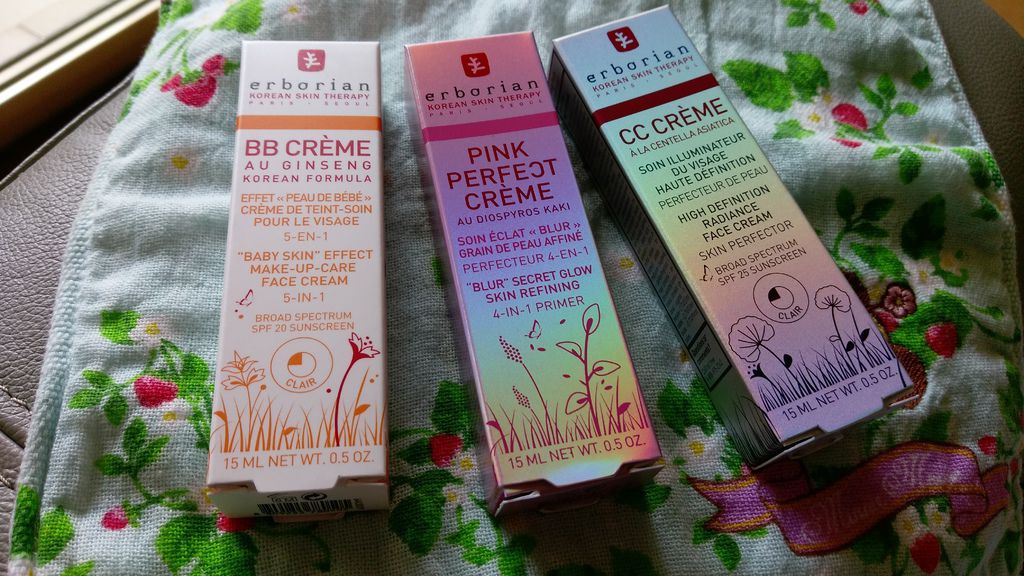 erborian
KOREAN SKIN THERAPY
PARIS - SEOUL
BB CRÈME
AU GINSENG
KOREAN FORMULA
EFFET « PEAU DE BÉBÉ »
CRÈME DE TEINT-SOIN
POUR LE VISAGE
5-EN-1
"BABY SKIN" EFFECT
MAKE-UP-CARE
FACE CREAM
5-IN-1
BROAD SPECTRUM
SPF 20 SUNSCREEN
CLAIR
15 ML NET WT. 0.5 OZ.
erborian
KOREAN SKIN THERAPY
PARIS - SEOUL
PINK
PERFECT
CRÈME
AU DIOSPYROS KAKI
SOIN ÉCLAT « BLUR »
GRAIN DE PEAU AFFINÉ
PERFECTEUR 4-EN-1
"BLUR" SECRET GLOW
SKIN REFINING
4-IN-1 PRIMER
15 ML NET WT. 0.5 OZ.
erborian
KOREAN SKIN THERAPY
PARIS - SEOUL
CC CRÈME
À LA CENTELLA ASIATICA
SOIN ILLUMINATEUR
DU VISAGE
HAUTE DÉFINITION
PERFECTEUR DE PEAU
HIGH DEFINITION
RADIANCE
FACE CREAM
SKIN PERFECTOR
BROAD SPECTRUM
SPF 25 SUNSCREEN
CLAIR
15 ML NET WT. 0.5 OZ.